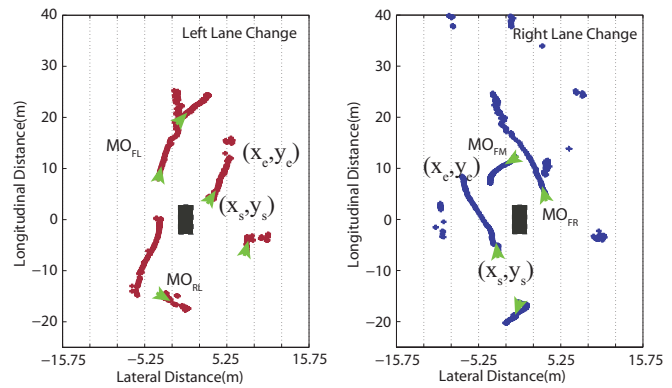 Left Lane Change
Longitudinal Distance(m)
40
30
20
10
0
−10
−20
MO_FL
(x_e,y_e)
(x_s,y_s)
MO_RL
−15.75 −5.25 5.25 15.75
Lateral Distance(m)
Right Lane Change
Longitudinal Distance(m)
40
30
20
10
0
−10
−20
MO_FM
(x_e,y_e)
MO_FR
(x_s,y_s)
−15.75 −5.25 5.25 15.75
Lateral Distance(m)